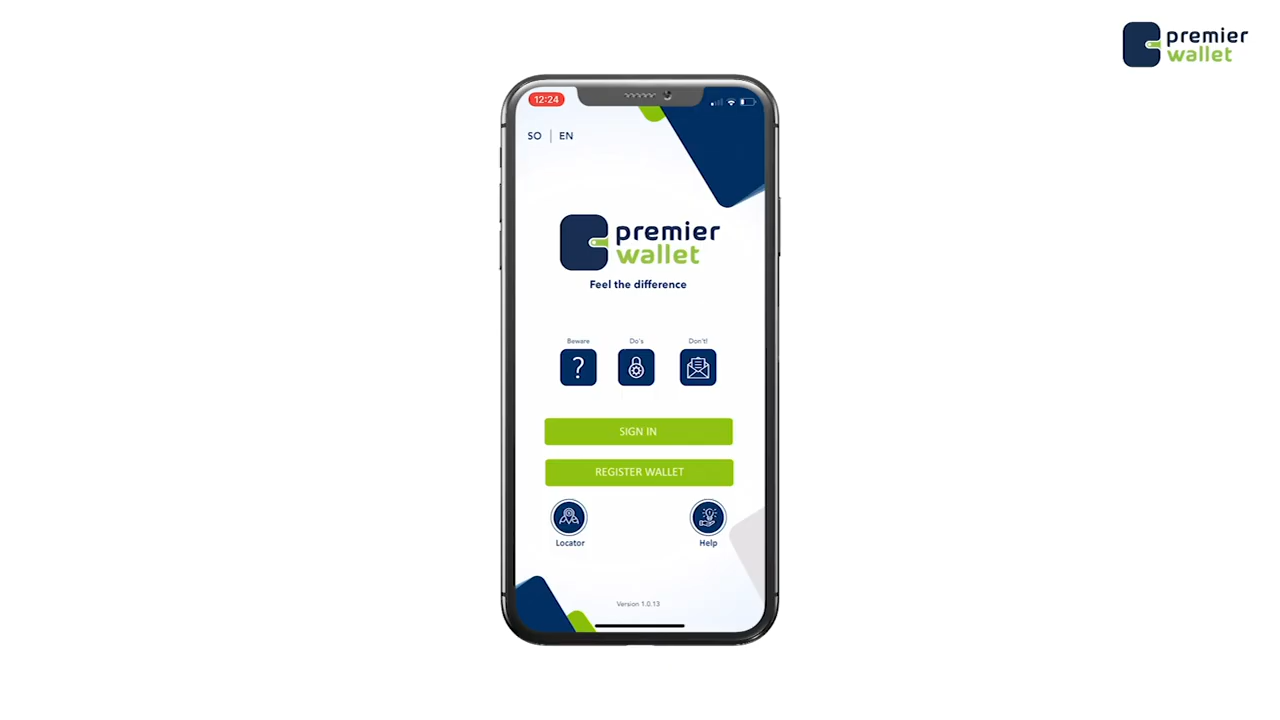 premier
wallet
12:24
SO | EN
premier
wallet
Feel the difference
Beware
Do's
Don't!
?
SIGN IN
REGISTER WALLET
Locator
Help
Version 1.0.13